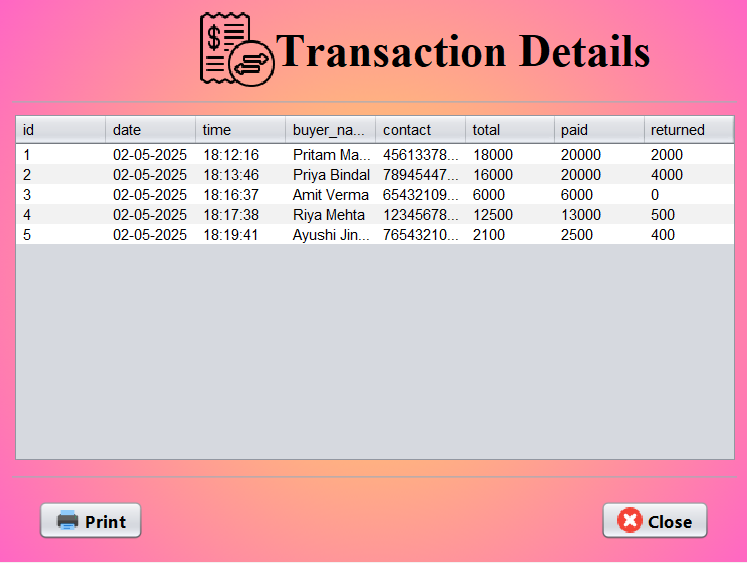 $
Transaction Details
id date time buyer_na... contact total paid returned
1 02-05-2025 18:12:16 Pritam Ma... 45613378... 18000 20000 2000
2 02-05-2025 18:13:46 Priya Bindal 78945447... 16000 20000 4000
3 02-05-2025 18:16:37 Amit Verma 65432109... 6000 6000 0
4 02-05-2025 18:17:38 Riya Mehta 12345678... 12500 13000 500
5 02-05-2025 18:19:41 Ayushi Jin... 76543210... 2100 2500 400
Print Close